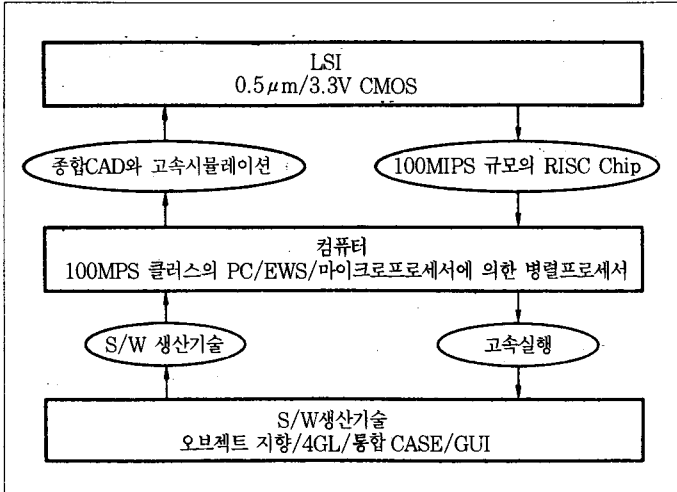 LSI
0.5μm/3.3V CMOS
종합CAD와 고속시뮬레이션
100MIPS 규모의 RISC Chip
컴퓨터
100MPS 클러스의 PC/EWS/마이크로프로세서에 의한 병렬프로세서
S/W 생산기술
고속실행
S/W생산기술
오브젝트 지향/4GL/통합 CASE/GUI